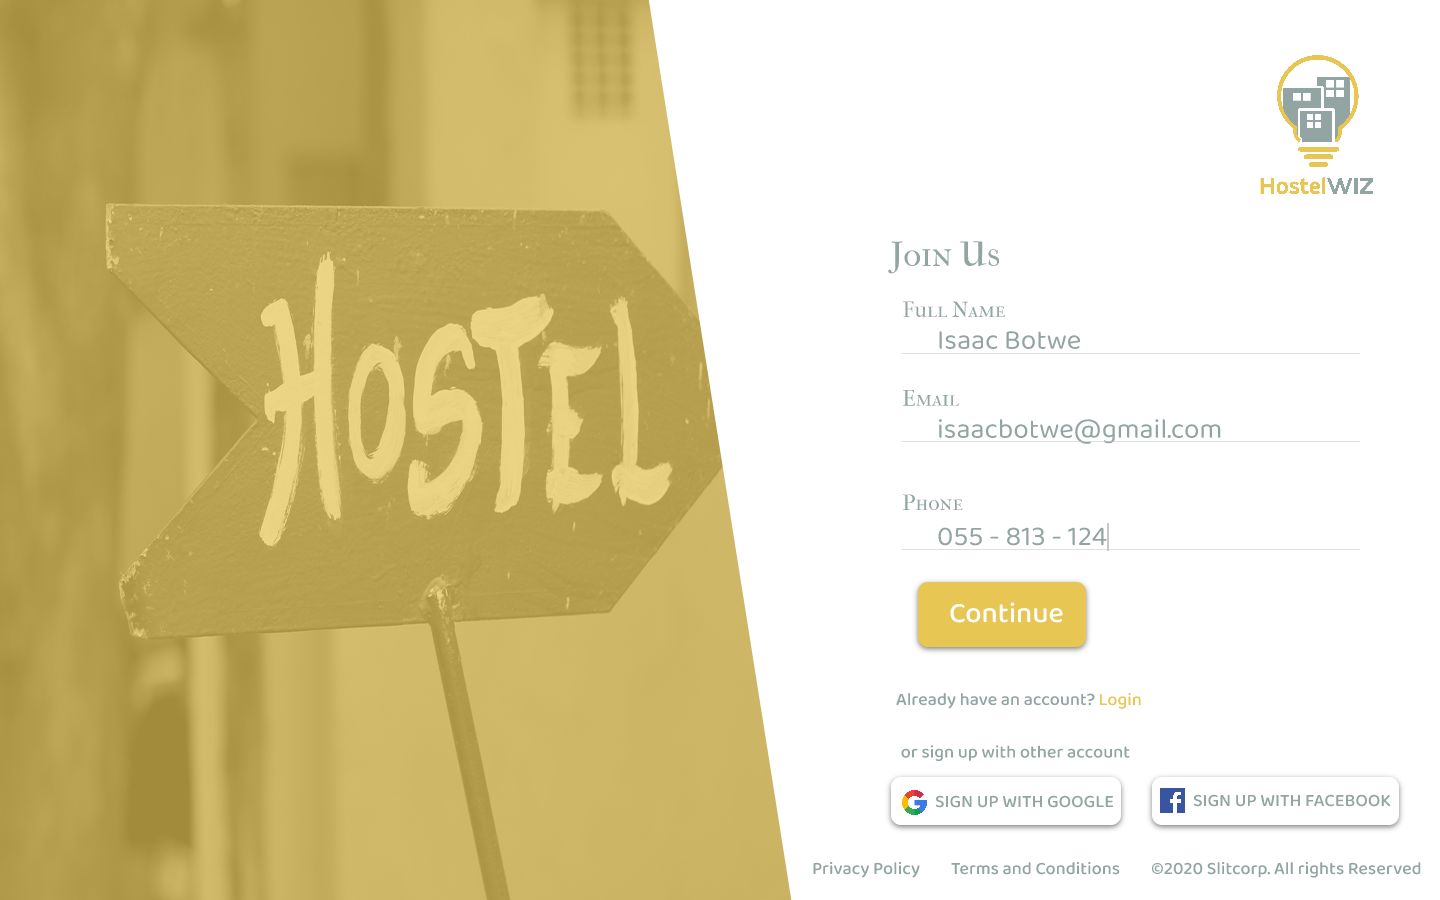 HOSTEL
HostelWIZ
Join Us
Full Name
Isaac Botwe
Email
isaacbotwe@gmail.com
Phone
055 - 813 - 124
Continue
Already have an account? Login
or sign up with other account
SIGN UP WITH GOOGLE
SIGN UP WITH FACEBOOK
Privacy Policy Terms and Conditions ©2020 Slitcorp. All rights Reserved